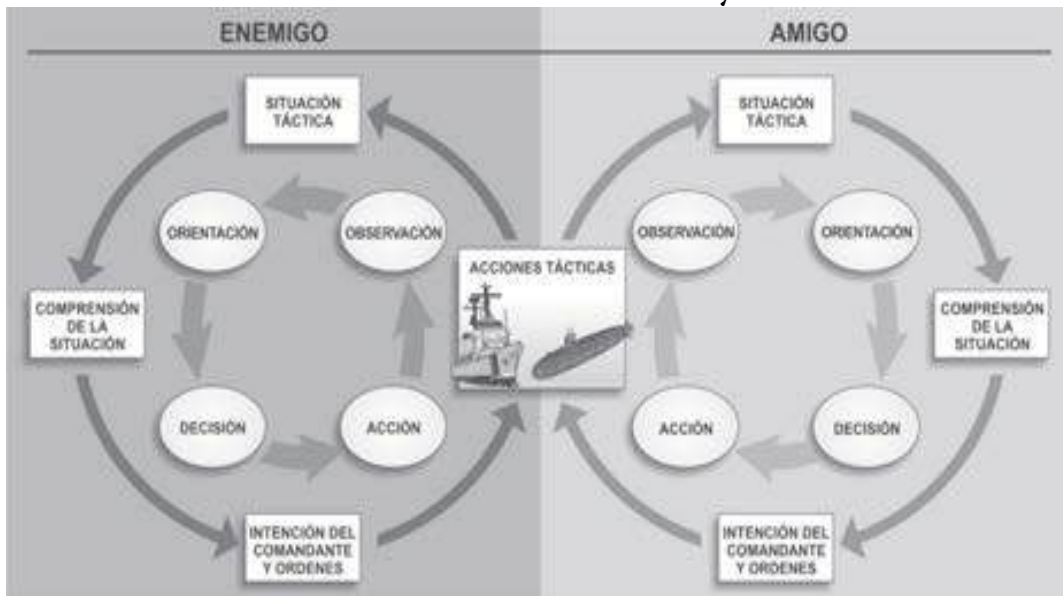 ENEMIGO
AMIGO
SITUACIÓN
TÁCTICA
SITUACIÓN
TÁCTICA
ORIENTACIÓN
OBSERVACIÓN
OBSERVACIÓN
ORIENTACIÓN
ACCIONES TÁCTICAS
COMPRENSIÓN
DE LA
SITUACIÓN
COMPRENSIÓN
DE LA
SITUACIÓN
DECISIÓN
ACCIÓN
ACCIÓN
DECISIÓN
INTENCIÓN DEL
COMANDANTE
Y ORDENES
INTENCIÓN DEL
COMANDANTE
Y ORDENES